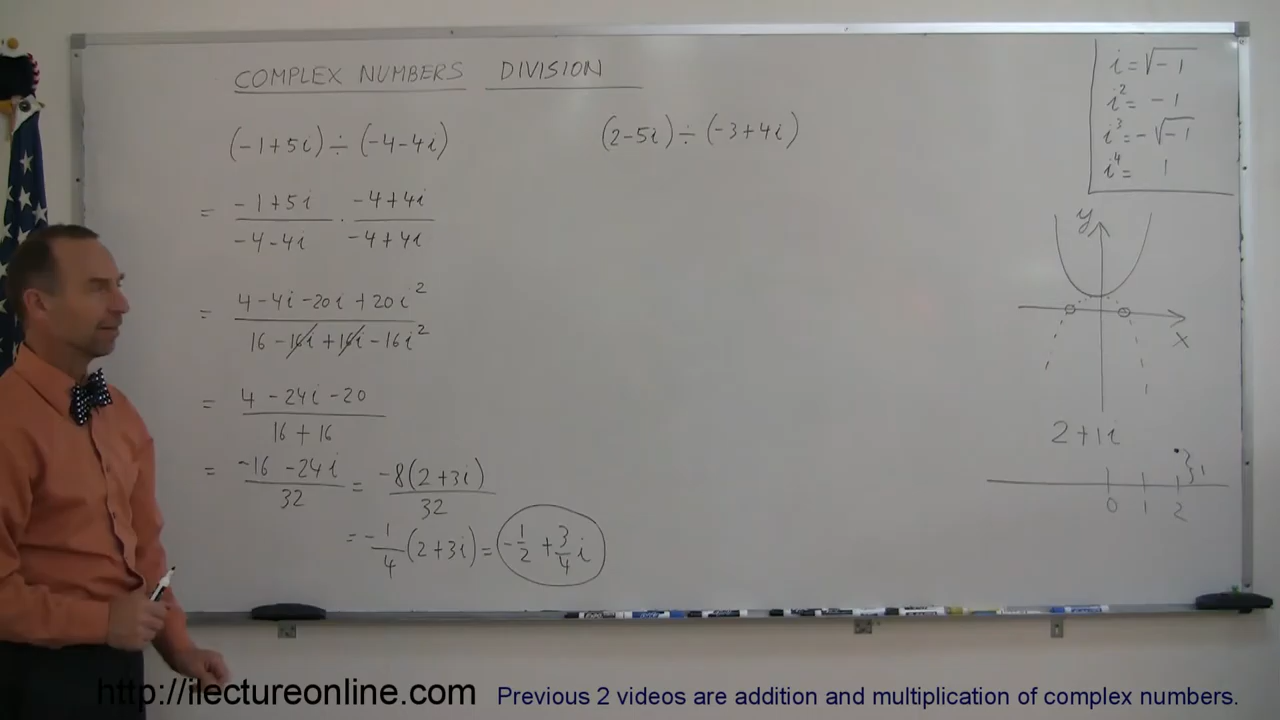 COMPLEX NUMBERS DIVISION
(-1+5i) ÷ (-4-4i)
= (-1+5i)/(-4-4i) · (-4+4i)/(-4+4i)
= (4-4i-20i+20i²)/(16-16i+16i-16i²)
= (4-24i-20)/(16+16)
= (-16-24i)/32 = -8(2+3i)/32
= -1/4(2+3i) = -1/2+3/4i
(2-5i) ÷ (-3+4i)
i=√-1
i²= -1
i³=-√-1
i⁴= 1
y
x
2+1i
} 1
0 1 2
http://ilectureonline.com Previous 2 videos are addition and multiplication of complex numbers.